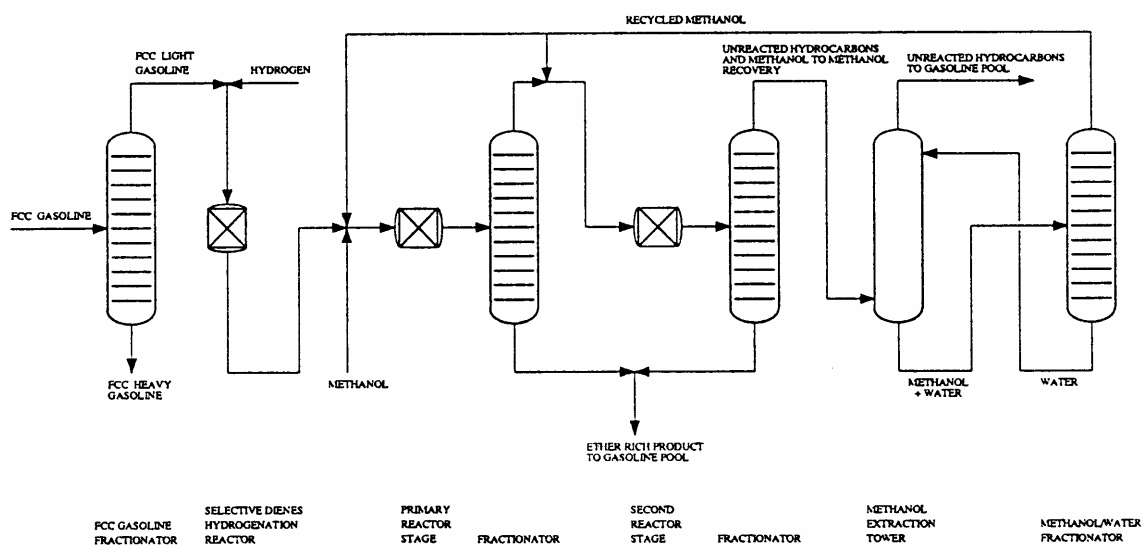 RECYCLED METHANOL
FCC LIGHT
GASOLINE
HYDROGEN
UNREACTED HYDROCARBONS
AND METHANOL TO METHANOL
RECOVERY
UNREACTED HYDROCARBONS
TO GASOLINE POOL
FCC GASOLINE
FCC HEAVY
GASOLINE
METHANOL
METHANOL
+ WATER
WATER
ETHER RICH PRODUCT
TO GASOLINE POOL
FCC GASOLINE
FRACTIONATOR
SELECTIVE DIENES
HYDROGENATION
REACTOR
PRIMARY
REACTOR
STAGE
FRACTIONATOR
SECOND
REACTOR
STAGE
FRACTIONATOR
METHANOL
EXTRACTION
TOWER
METHANOL/WATER
FRACTIONATOR